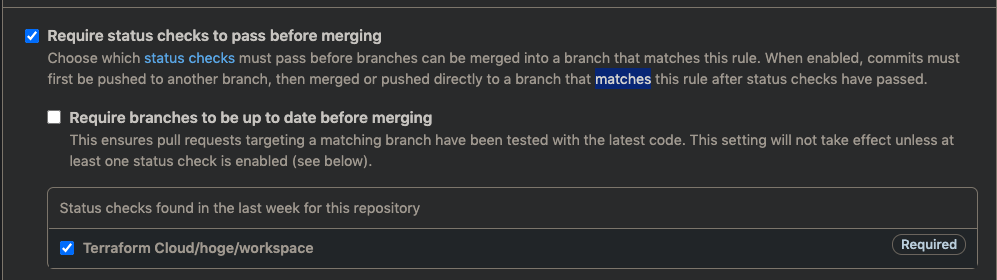 Require status checks to pass before merging
Choose which status checks must pass before branches can be merged into a branch that matches this rule. When enabled, commits must
first be pushed to another branch, then merged or pushed directly to a branch that matches this rule after status checks have passed.
Require branches to be up to date before merging
This ensures pull requests targeting a matching branch have been tested with the latest code. This setting will not take effect unless at
least one status check is enabled (see below).
Status checks found in the last week for this repository
Terraform Cloud/hoge/workspace
Required